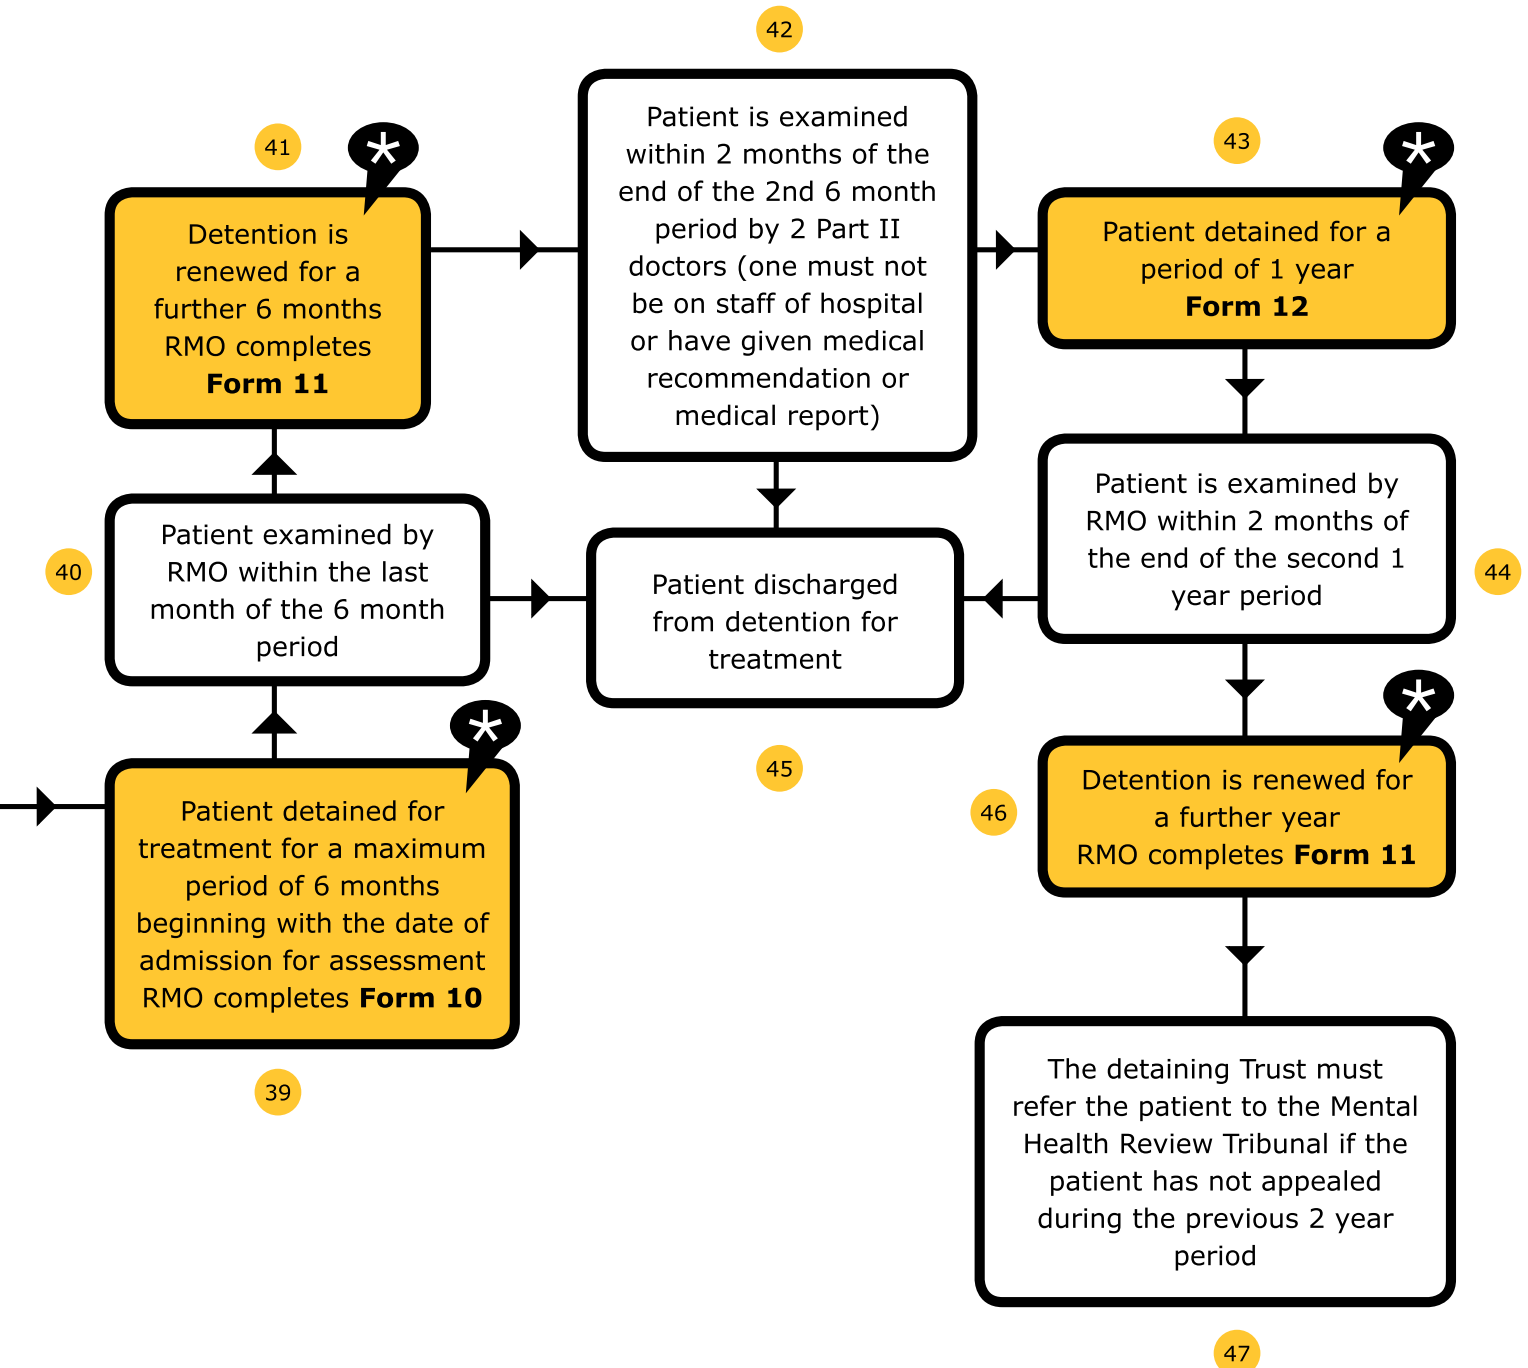 42
Patient is examined
within 2 months of the
end of the 2nd 6 month
period by 2 Part II
doctors (one must not
be on staff of hospital
or have given medical
recommendation or
medical report)
41
*
Detention is
renewed for a
further 6 months
RMO completes
Form 11
43
*
Patient detained for a
period of 1 year
Form 12
40
Patient examined by
RMO within the last
month of the 6 month
period
Patient discharged
from detention for
treatment
45
Patient is examined by
RMO within 2 months of
the end of the second 1
year period
44
*
Patient detained for
treatment for a maximum
period of 6 months
beginning with the date of
admission for assessment
RMO completes Form 10
39
46
*
Detention is renewed for
a further year
RMO completes Form 11
The detaining Trust must
refer the patient to the Mental
Health Review Tribunal if the
patient has not appealed
during the previous 2 year
period
47